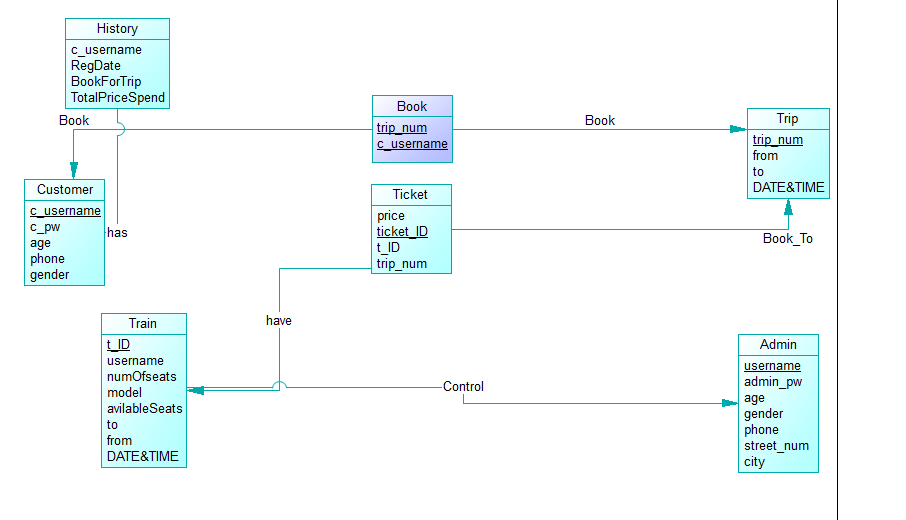 History
c_username
RegDate
BookForTrip
TotalPriceSpend
Book
Book
trip_num
c_username
Book
Trip
trip_num
from
to
DATE&TIME
Customer
c_username
c_pw
age
phone
gender
has
Ticket
price
ticket_ID
t_ID
trip_num
Book_To
have
Train
t_ID
username
numOfseats
model
avilableSeats
to
from
DATE&TIME
Control
Admin
username
admin_pw
age
gender
phone
street_num
city